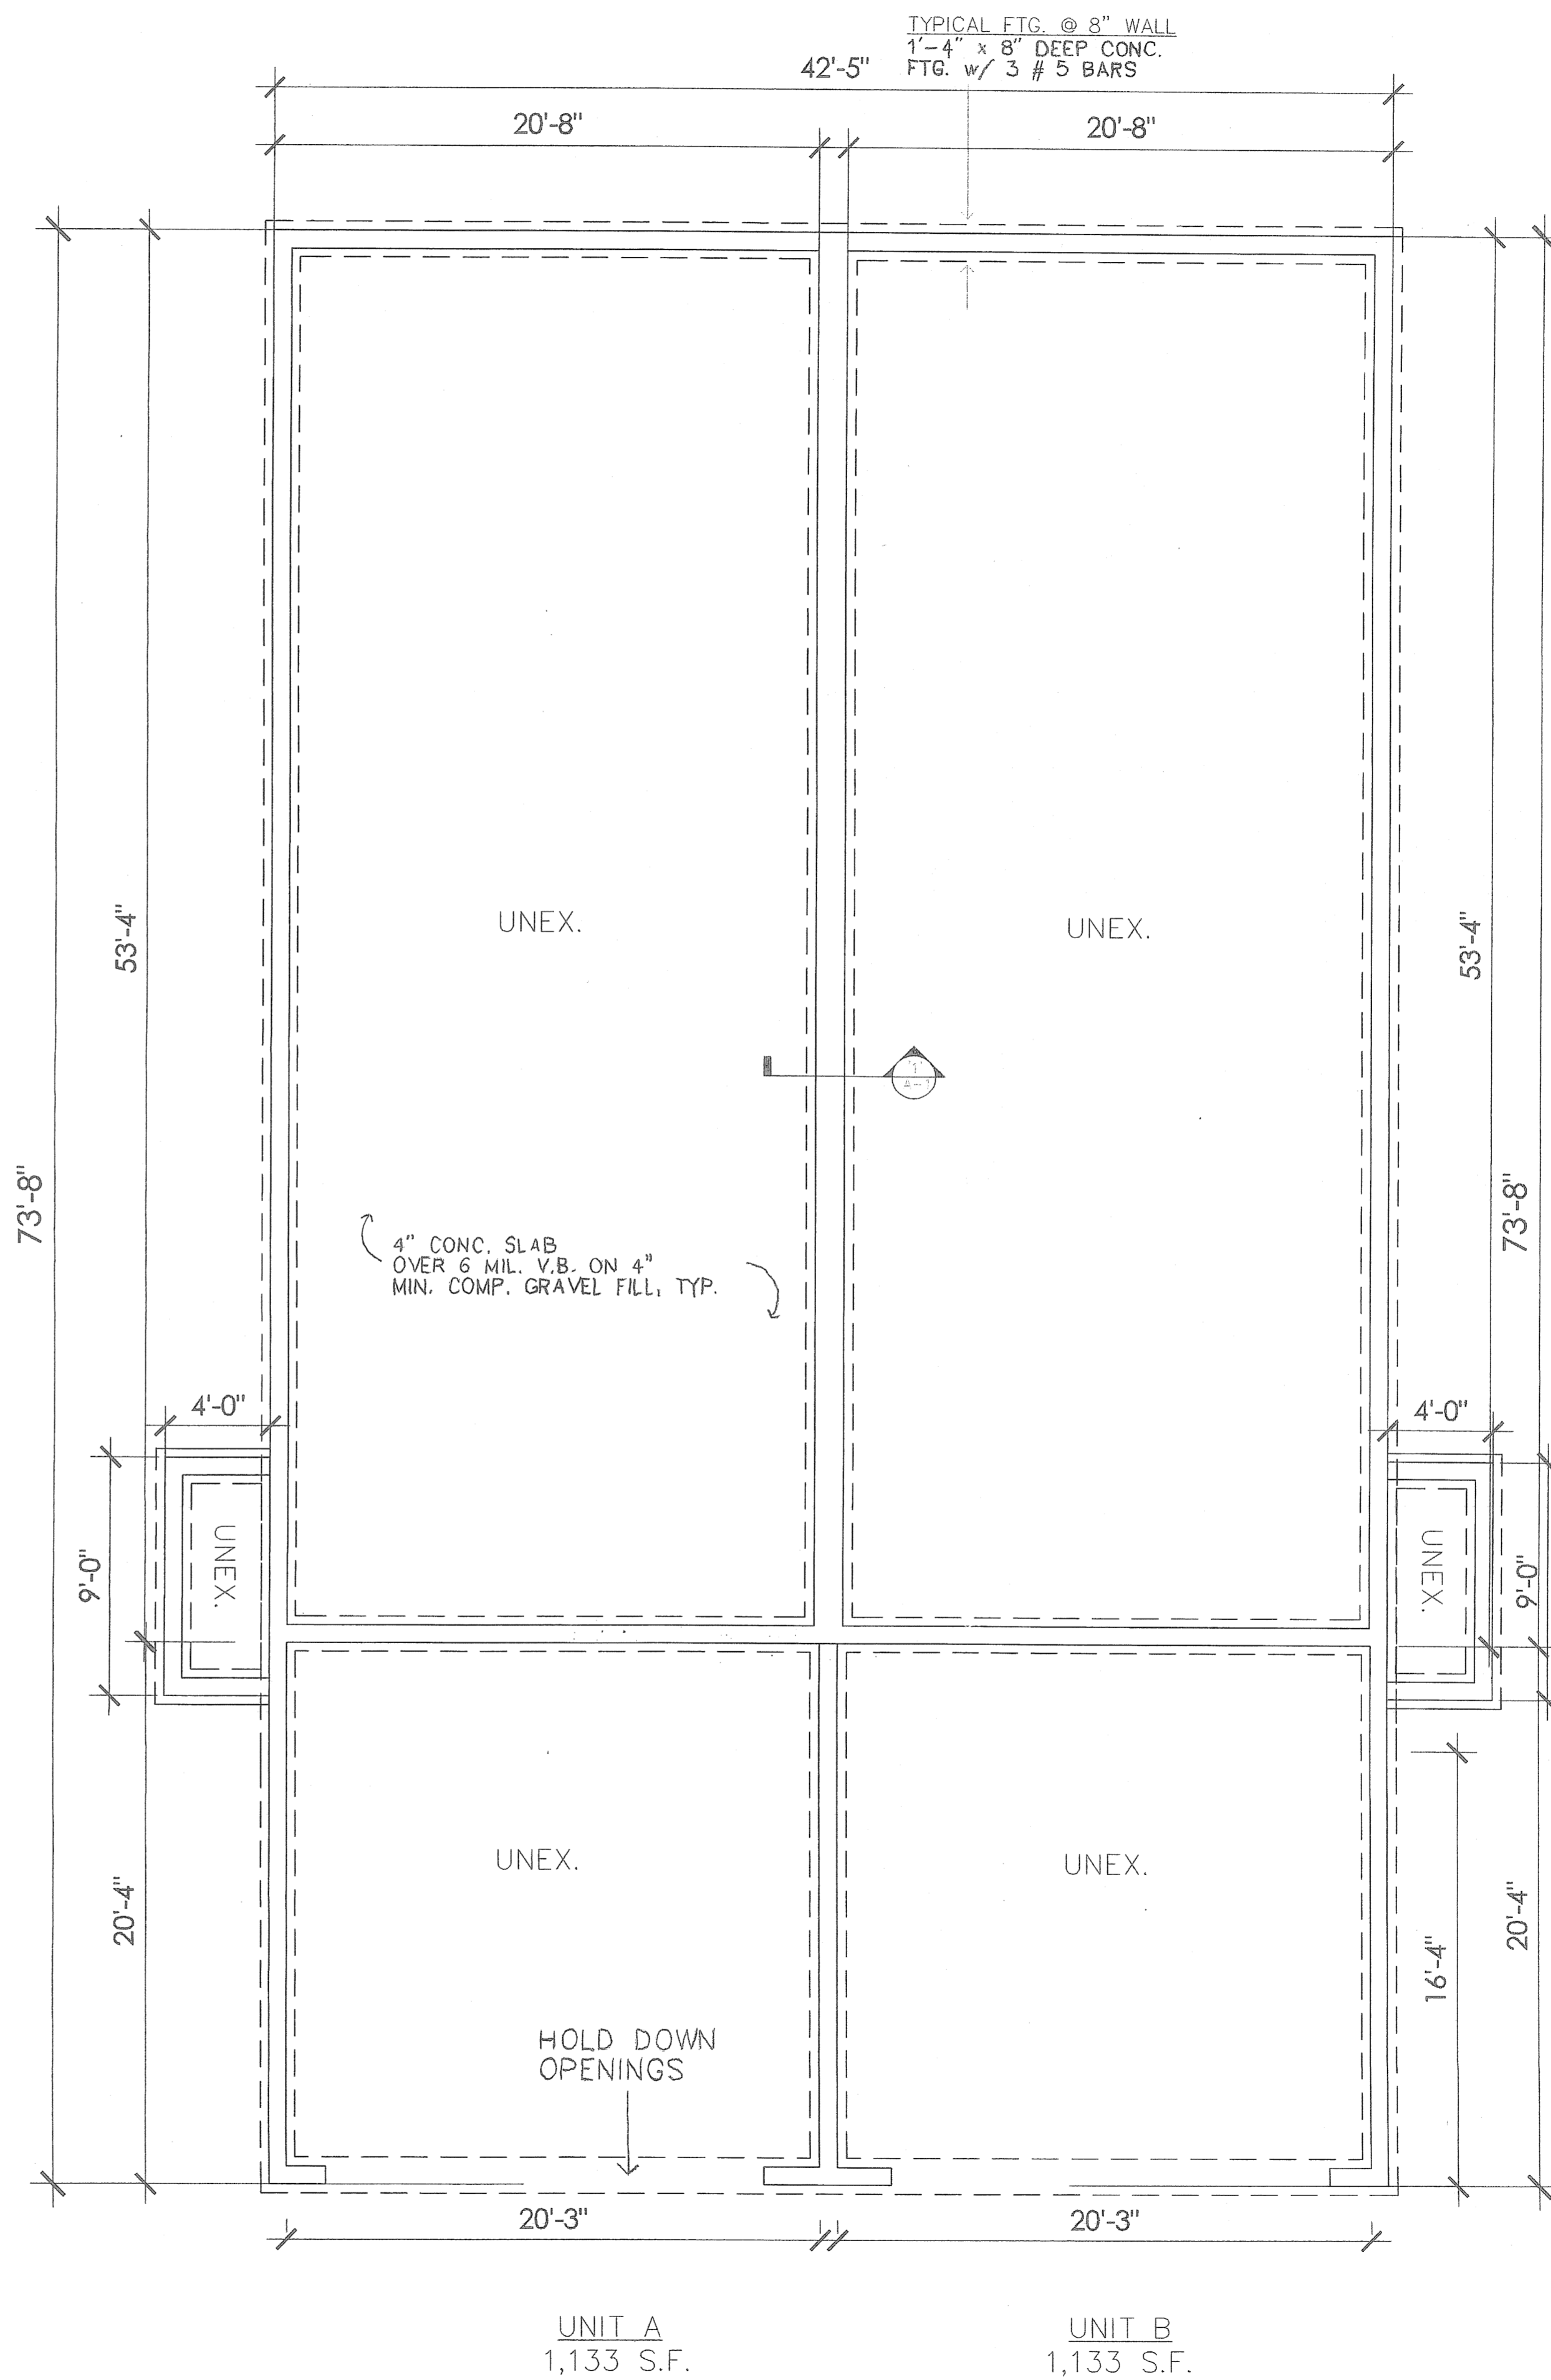 TYPICAL FTG. @ 8" WALL
1'-4" x 8" DEEP CONC.
FTG. w/ 3 # 5 BARS
42'-5"
20'-8"
20'-8"
53'-4"
UNEX.
UNEX.
53'-4"
"1"
A-1
73'-8"
73'-8"
4" CONC. SLAB
OVER 6 MIL. V.B. ON 4"
MIN. COMP. GRAVEL FILL, TYP.
4'-0"
4'-0"
9'-0"
UNEX.
UNEX.
9'-0"
UNEX.
UNEX.
20'-4"
16'-4"
20'-4"
HOLD DOWN
OPENINGS
20'-3"
20'-3"
UNIT A
1,133 S.F.
UNIT B
1,133 S.F.